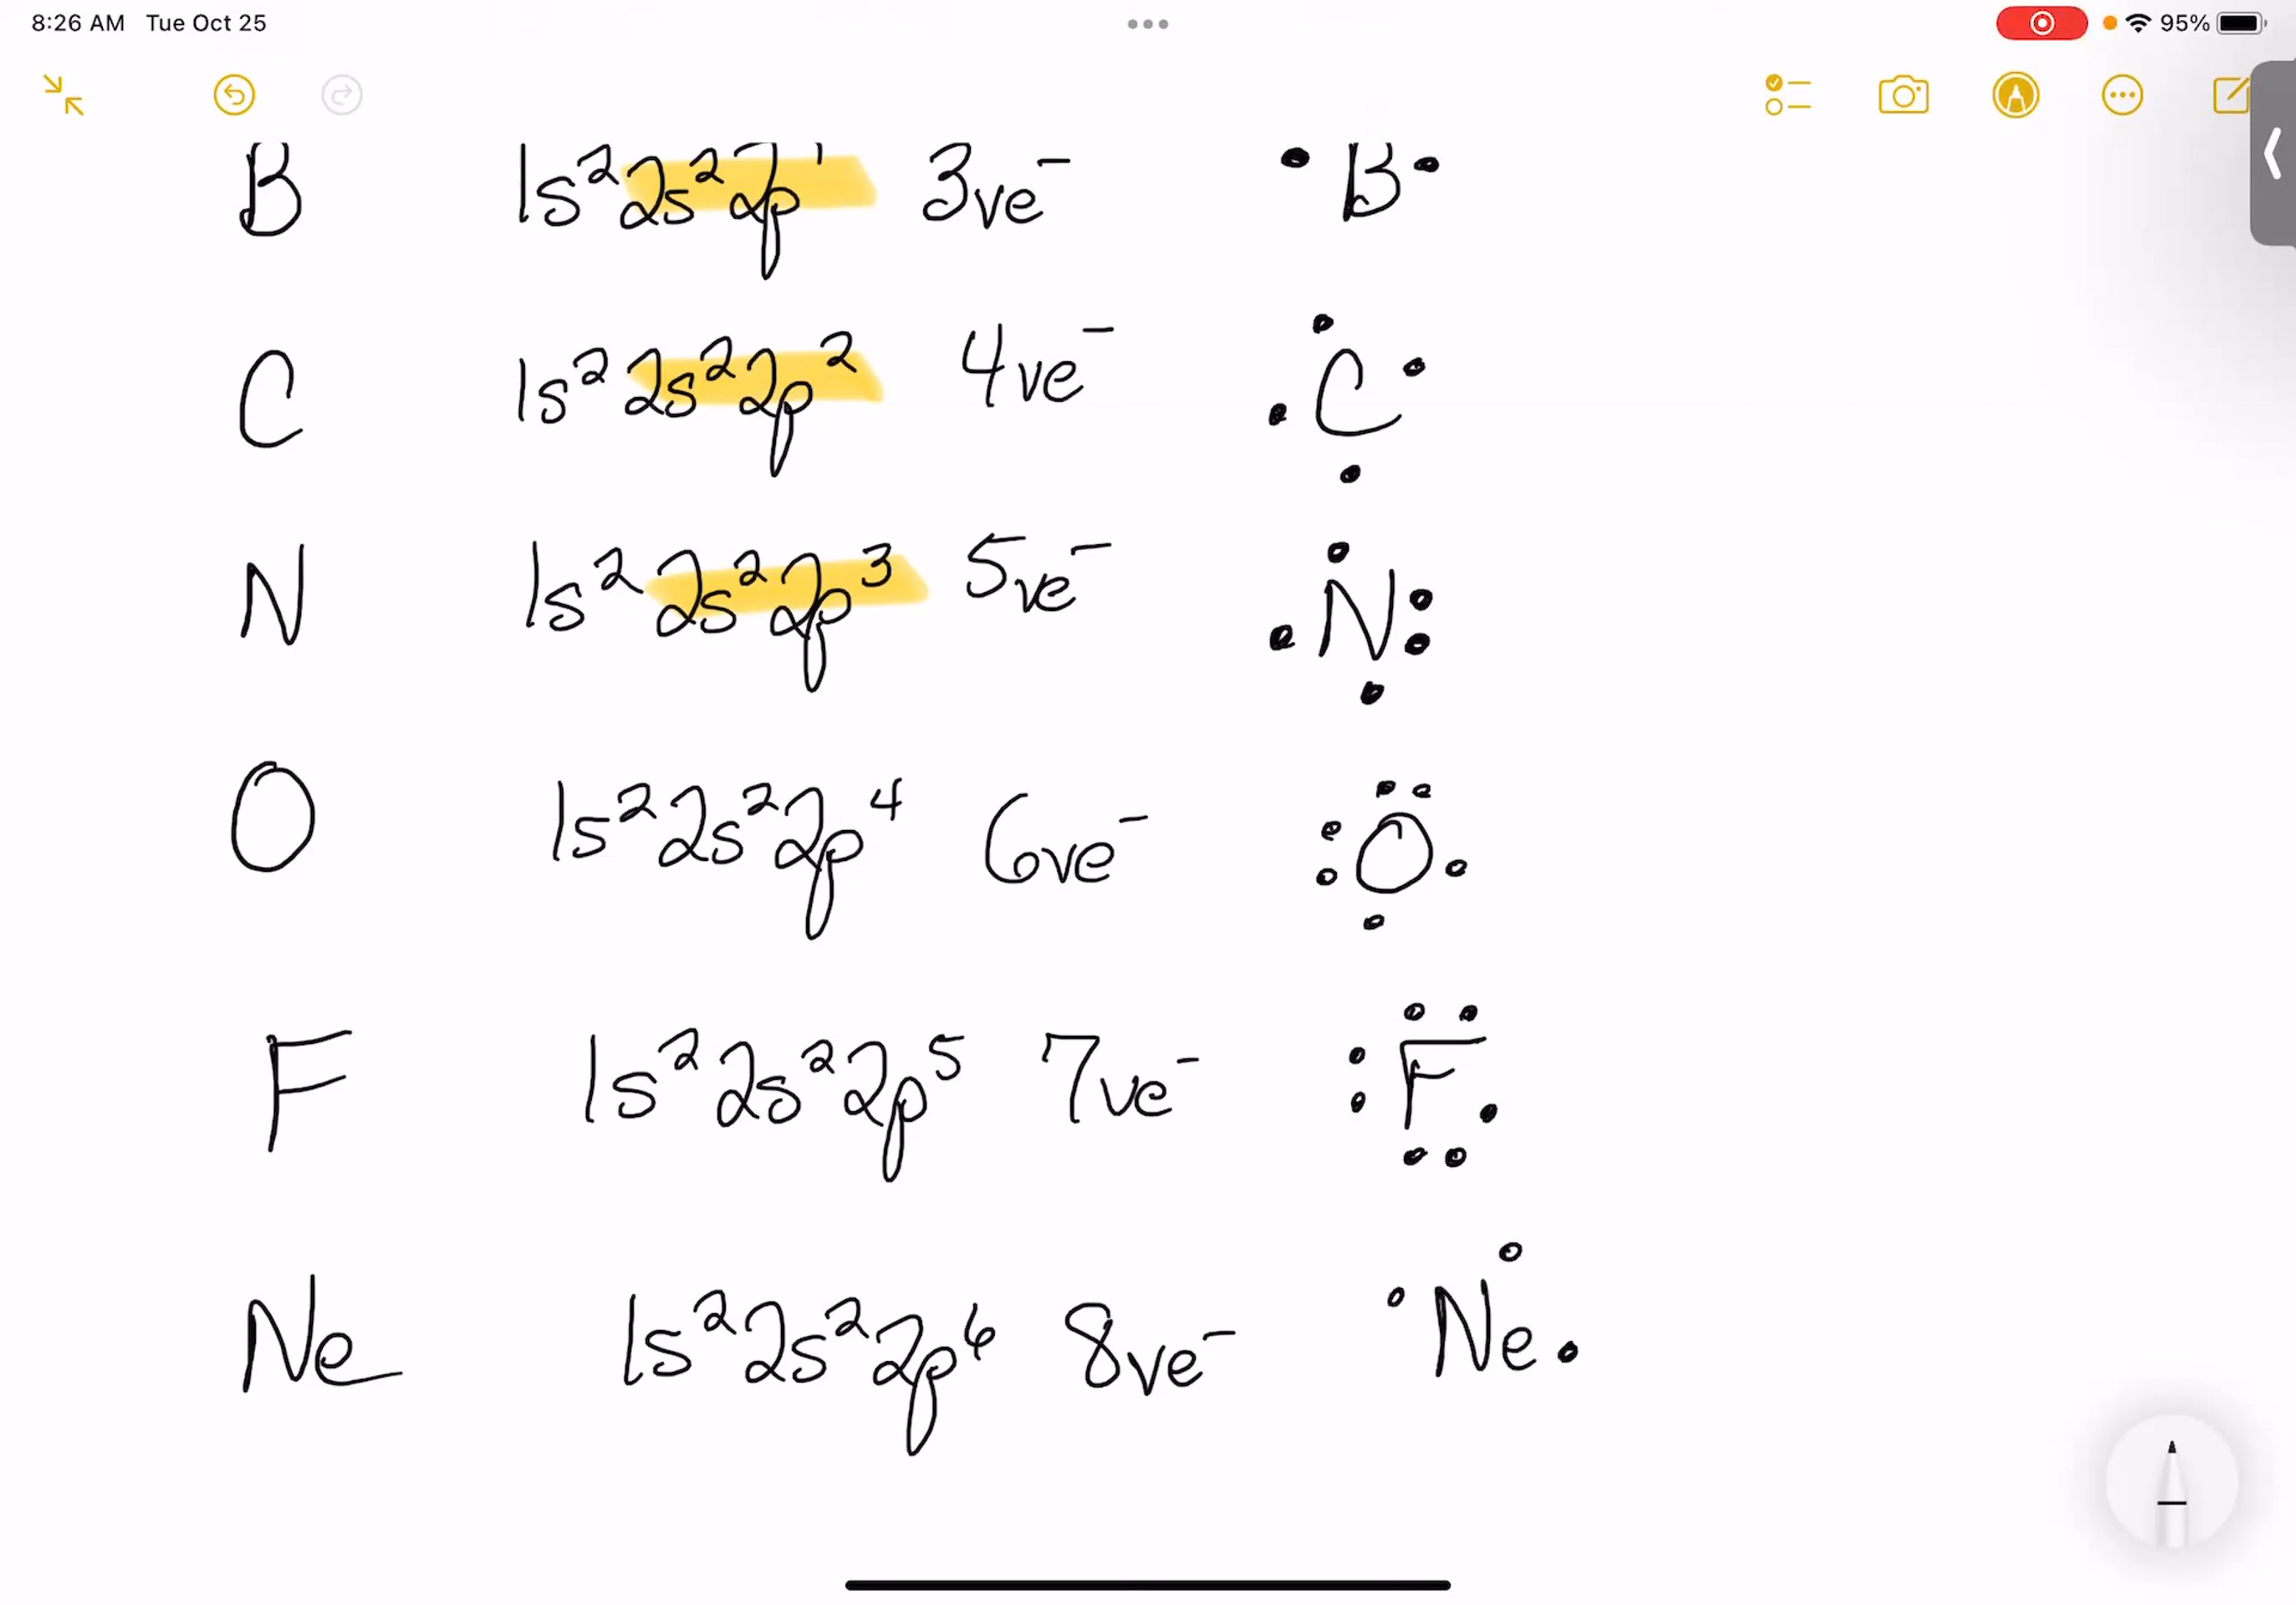 8:26 AM Tue Oct 25 95%
B 1s²2s²2p¹ 3ve⁻ •B•
C 1s²2s²2p² 4ve⁻ C
N 1s²2s²2p³ 5ve⁻ N
O 1s²2s²2p⁴ 6ve⁻ O
F 1s²2s²2p⁵ 7ve⁻ F
Ne 1s²2s²2p⁶ 8ve⁻ Ne